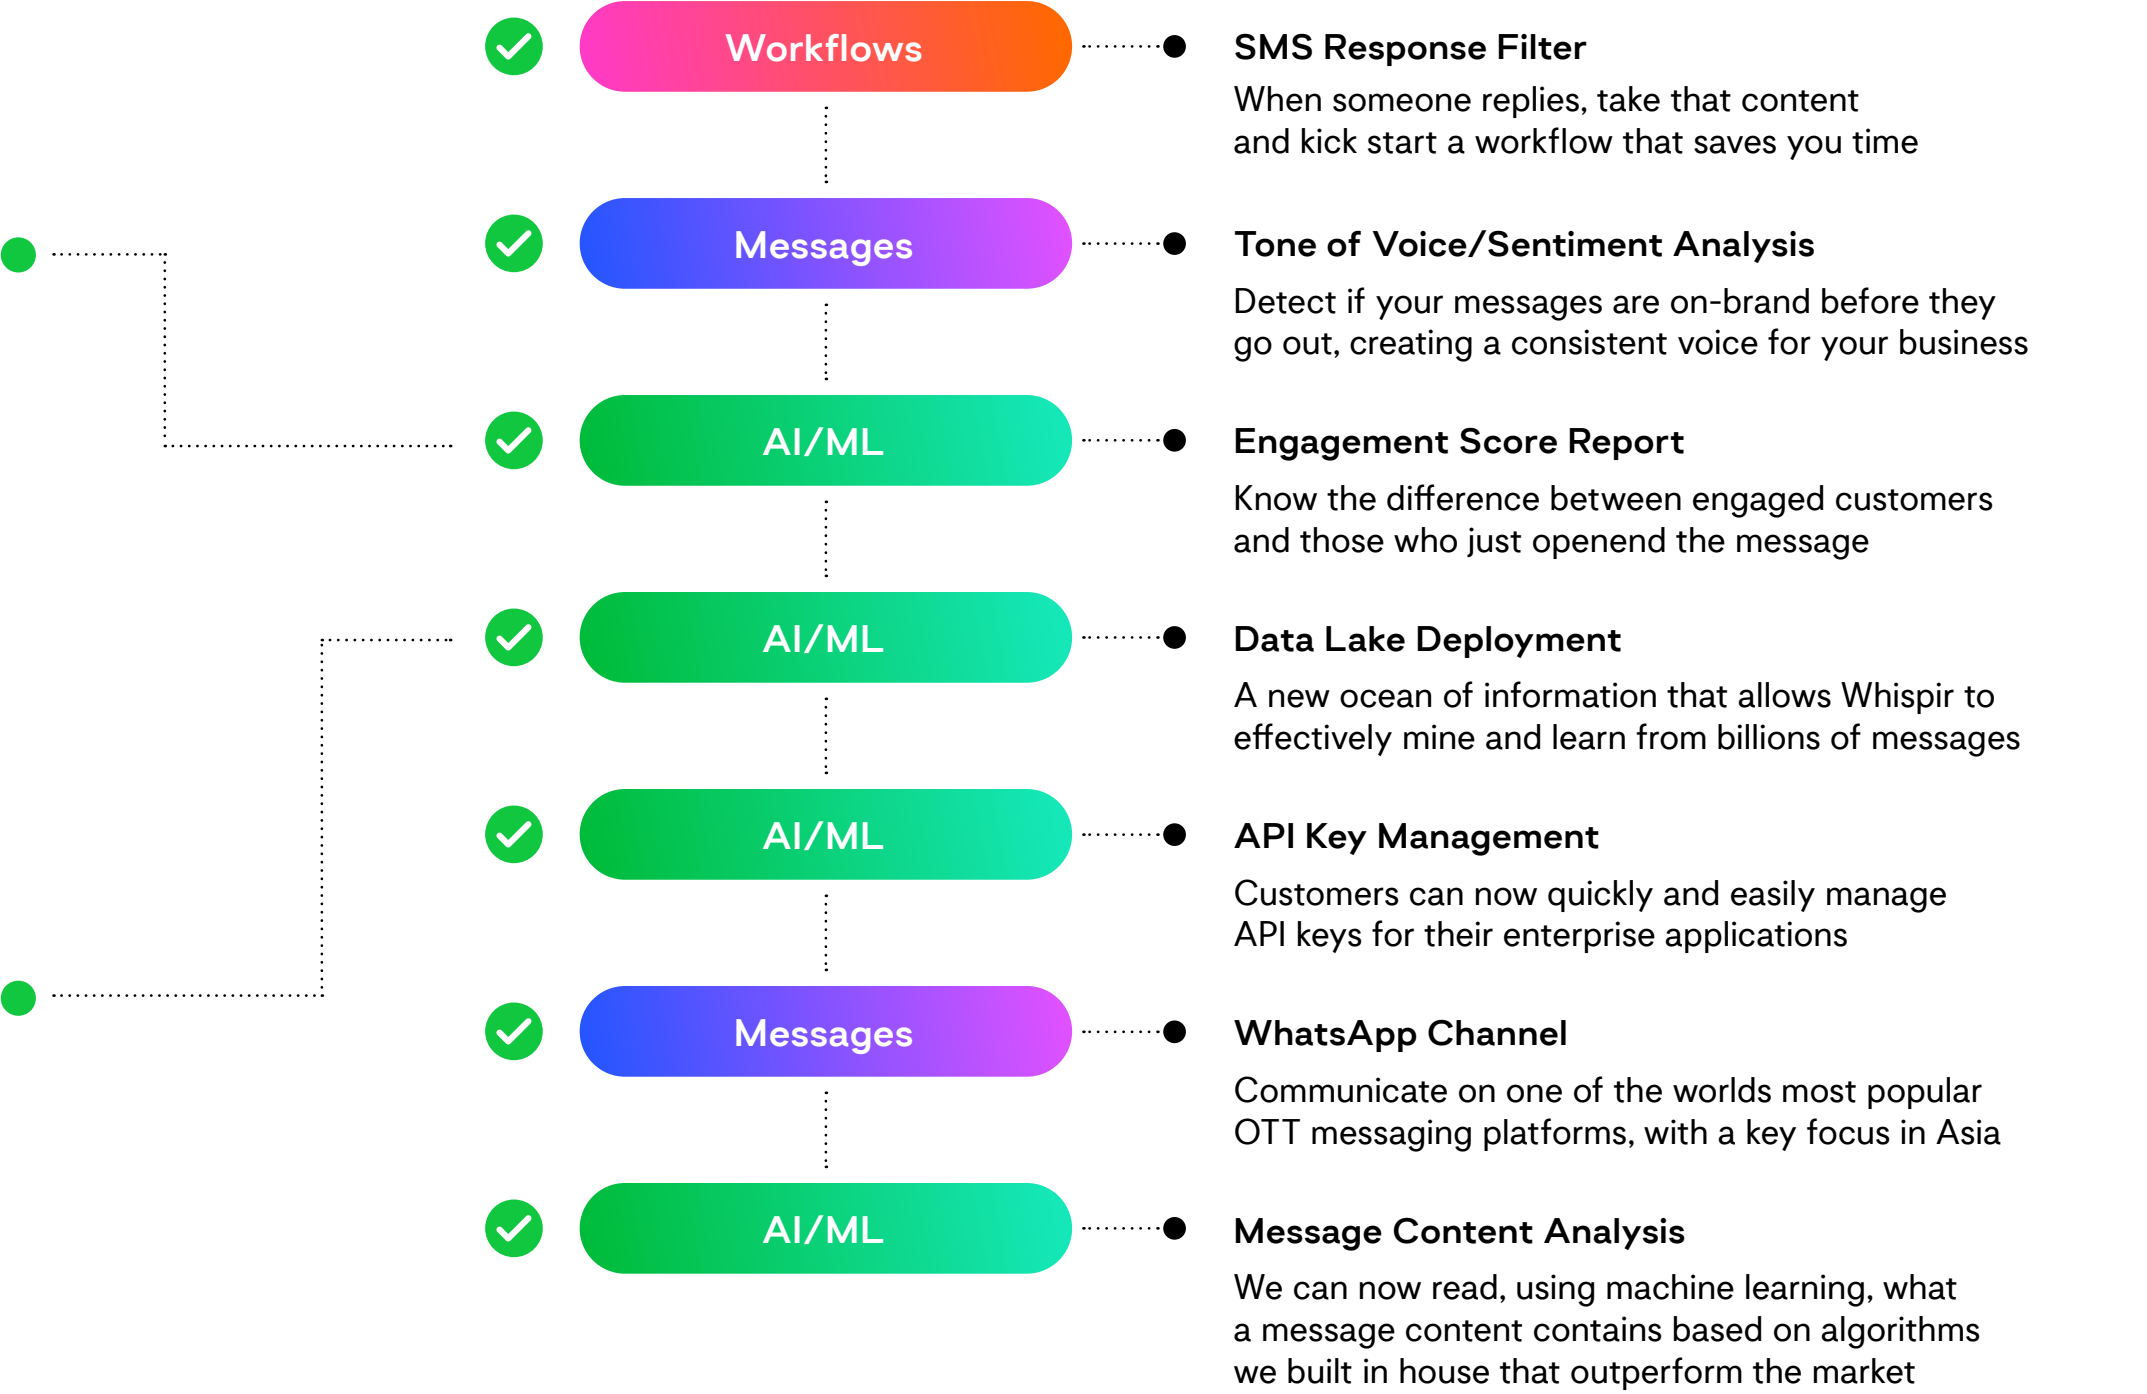 Workflows
SMS Response Filter
When someone replies, take that content
and kick start a workflow that saves you time
Messages
Tone of Voice/Sentiment Analysis
Detect if your messages are on-brand before they
go out, creating a consistent voice for your business
AI/ML
Engagement Score Report
Know the difference between engaged customers
and those who just openend the message
AI/ML
Data Lake Deployment
A new ocean of information that allows Whispir to
effectively mine and learn from billions of messages
AI/ML
API Key Management
Customers can now quickly and easily manage
API keys for their enterprise applications
Messages
WhatsApp Channel
Communicate on one of the worlds most popular
OTT messaging platforms, with a key focus in Asia
AI/ML
Message Content Analysis
We can now read, using machine learning, what
a message content contains based on algorithms
we built in house that outperform the market